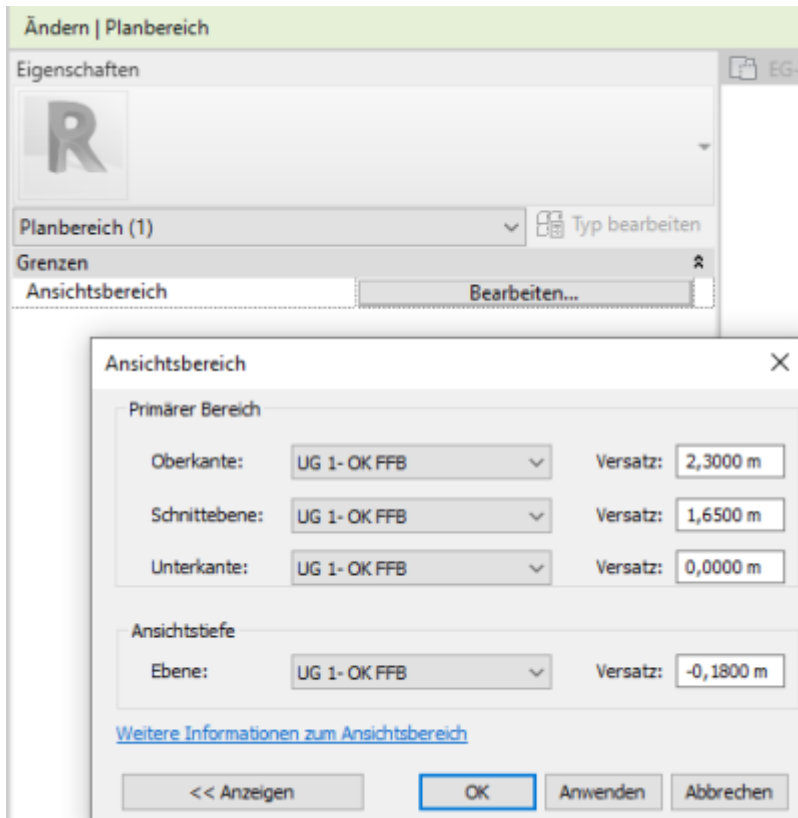 Ändern | Planbereich
Eigenschaften
EG-
R
Planbereich (1)
Typ bearbeiten
Grenzen
Ansichtsbereich
Bearbeiten...
Ansichtsbereich
Primärer Bereich
Oberkante: UG 1- OK FFB Versatz: 2,3000 m
Schnittebene: UG 1- OK FFB Versatz: 1,6500 m
Unterkante: UG 1- OK FFB Versatz: 0,0000 m
Ansichtstiefe
Ebene: UG 1- OK FFB Versatz: -0,1800 m
Weitere Informationen zum Ansichtsbereich
<< Anzeigen OK Anwenden Abbrechen